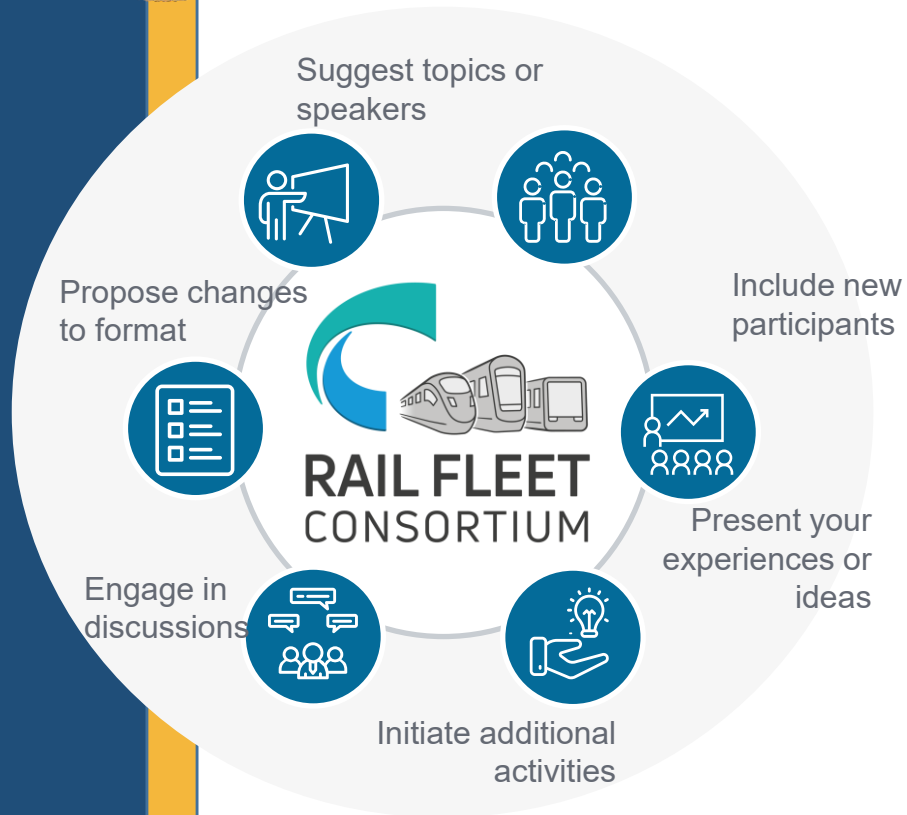 Suggest topics or
speakers
Include new
participants
Propose changes
to format
RAIL FLEET
CONSORTIUM
Present your
experiences or
ideas
Engage in
discussions
Initiate additional
activities